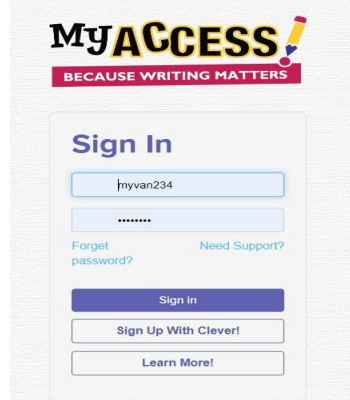 MYACCESS!
BECAUSE WRITING MATTERS
Sign In
myvan234
••••••••
Forget Need Support?
password?
Sign in
Sign Up With Clever!
Learn More!